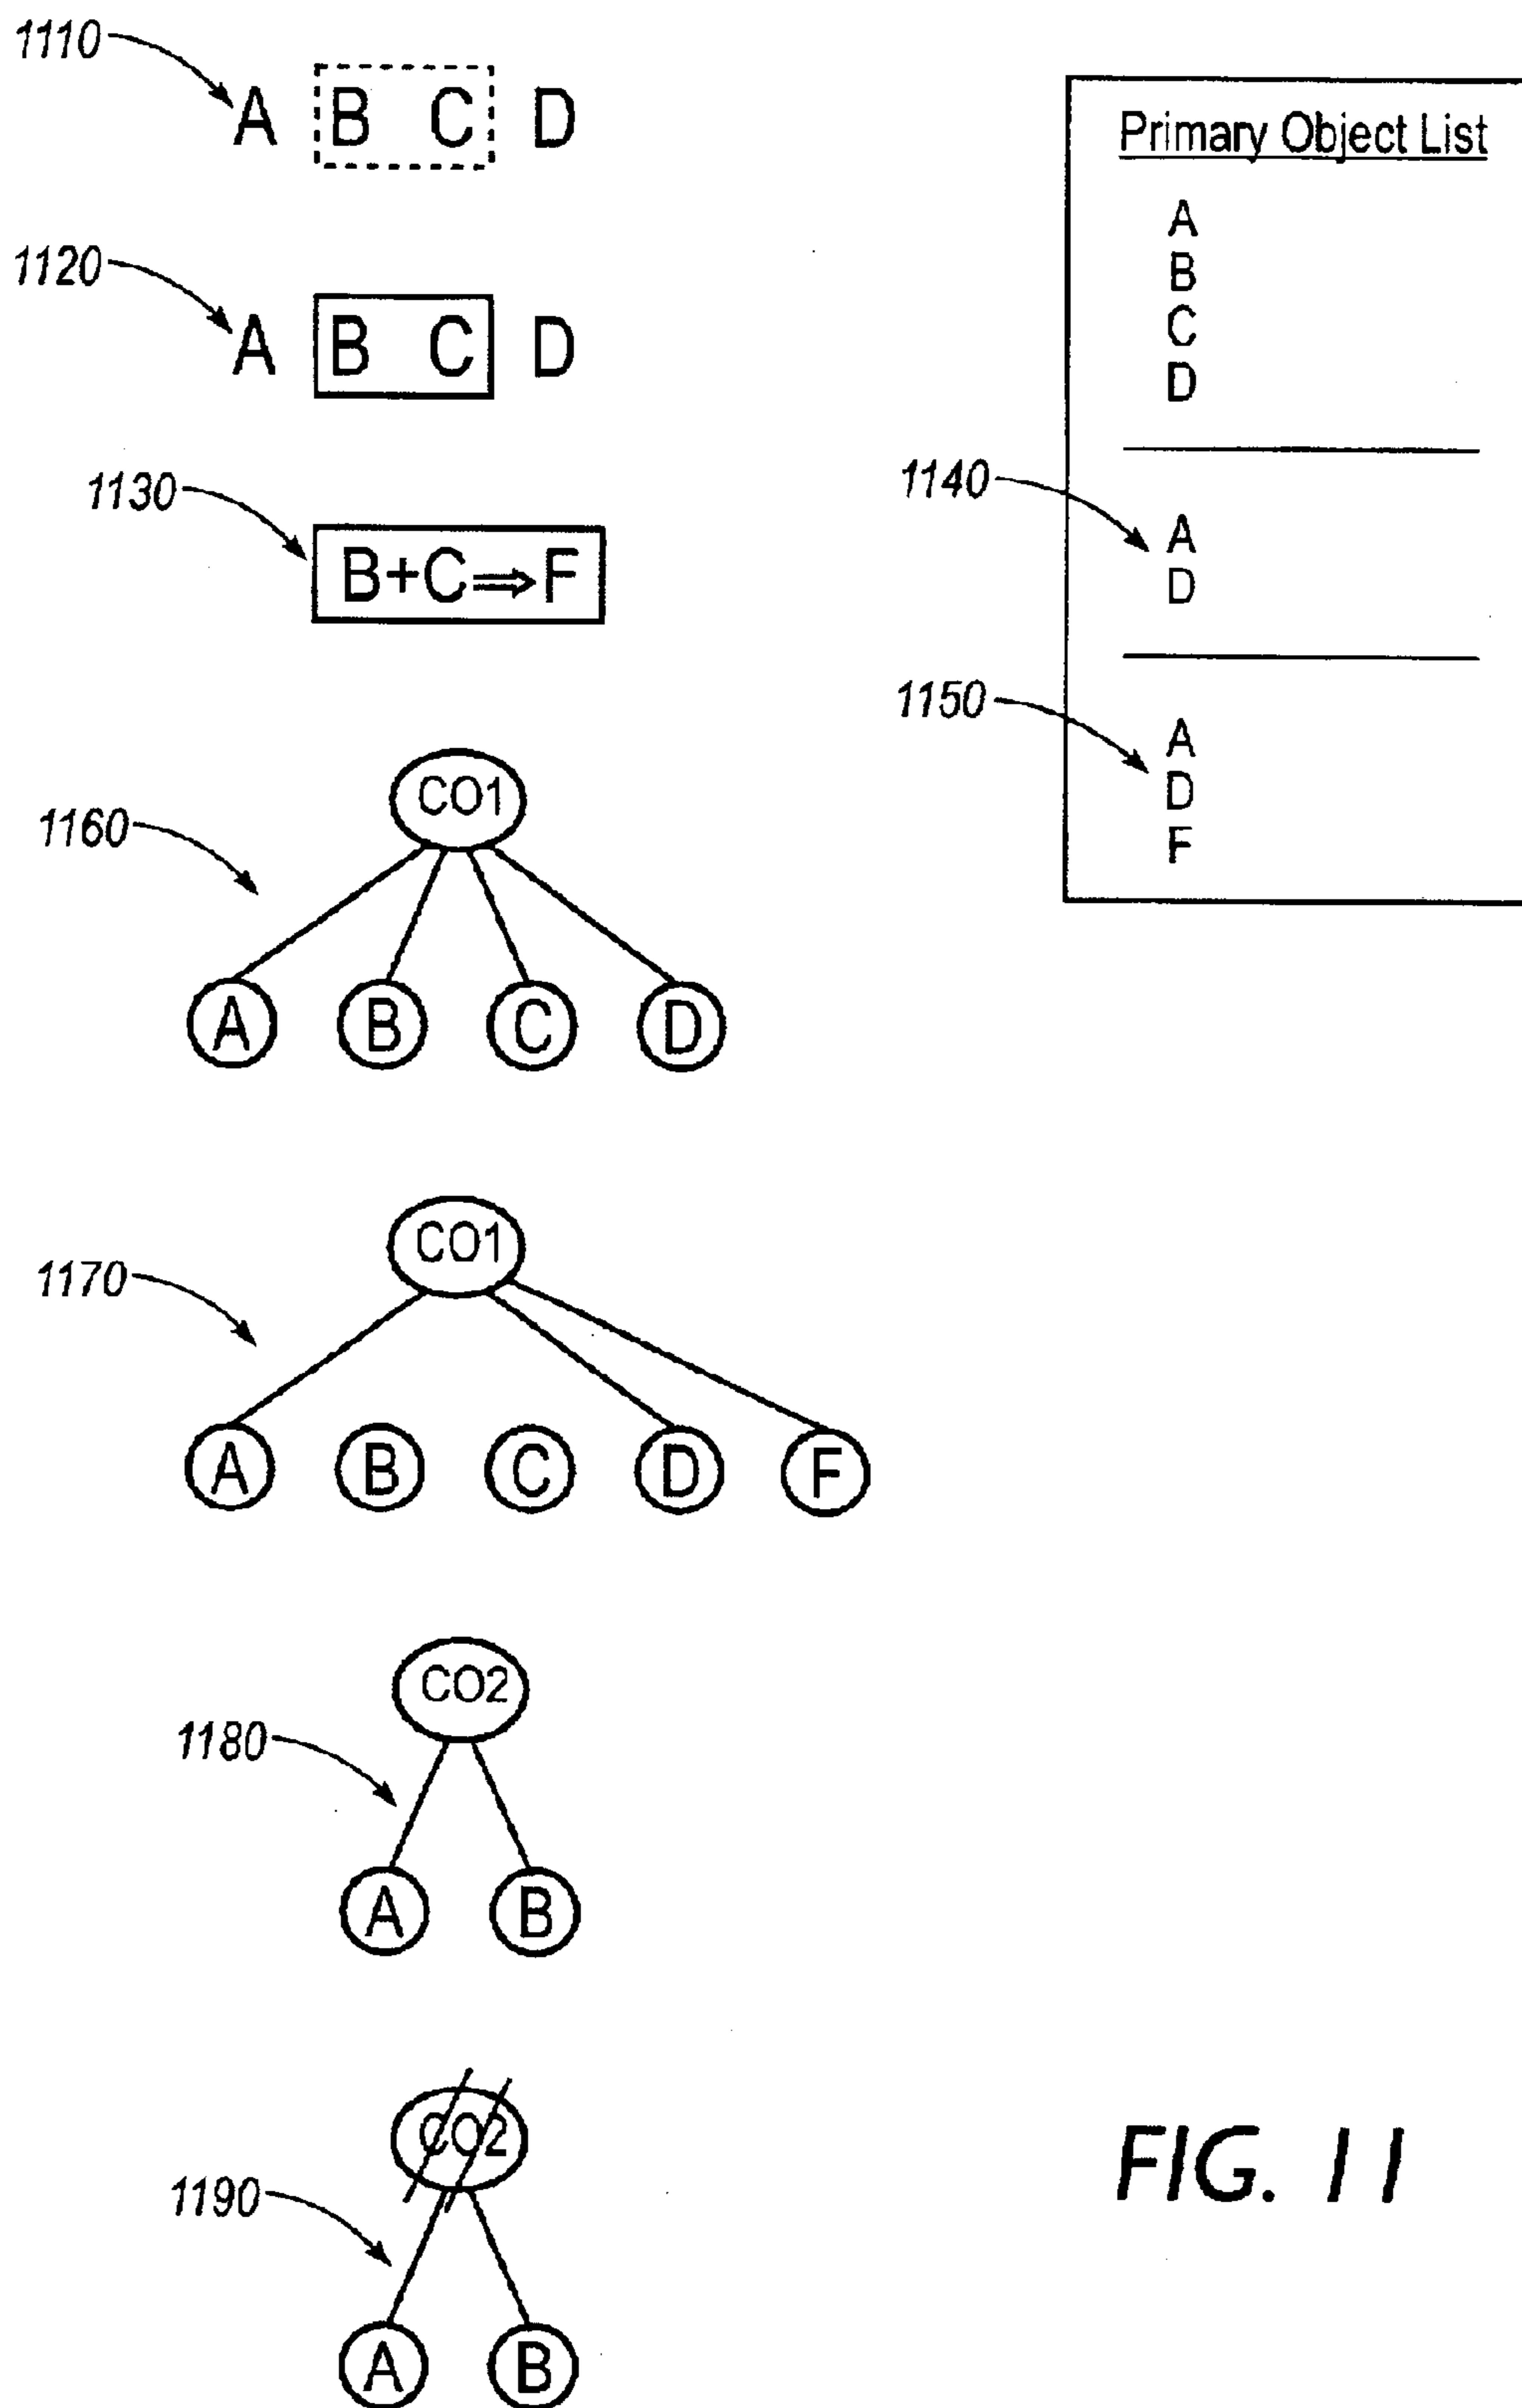 1110
A B C D
1120
A B C D
1130
B+C⇒F
Primary Object List
A
B
C
D
1140
A
D
1150
A
D
F
1160
CO1
A B C D
1170
CO1
A B C D F
1180
CO2
A B
1190
CO2
A B
FIG. 11